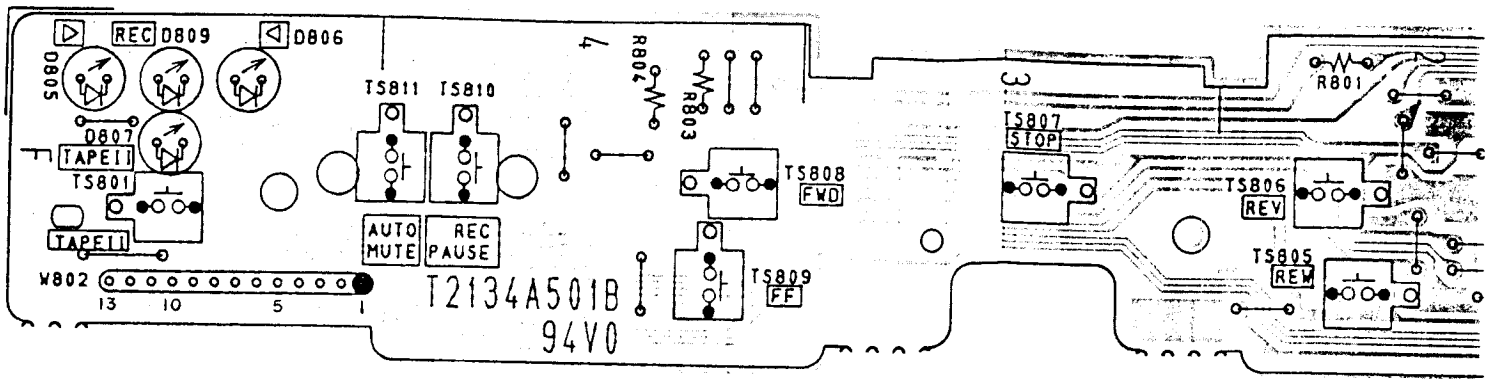 REC D809
D806
D805
D807
TAPEII
TS801
TAPEII
TS811
TS810
AUTO MUTE
REC PAUSE
W802
13
10
5
1
T2134A501B
94V0
4
R804
R803
TS808
FWD
TS809
FF
3
TS807
STOP
R801
TS806
REV
TS805
REW